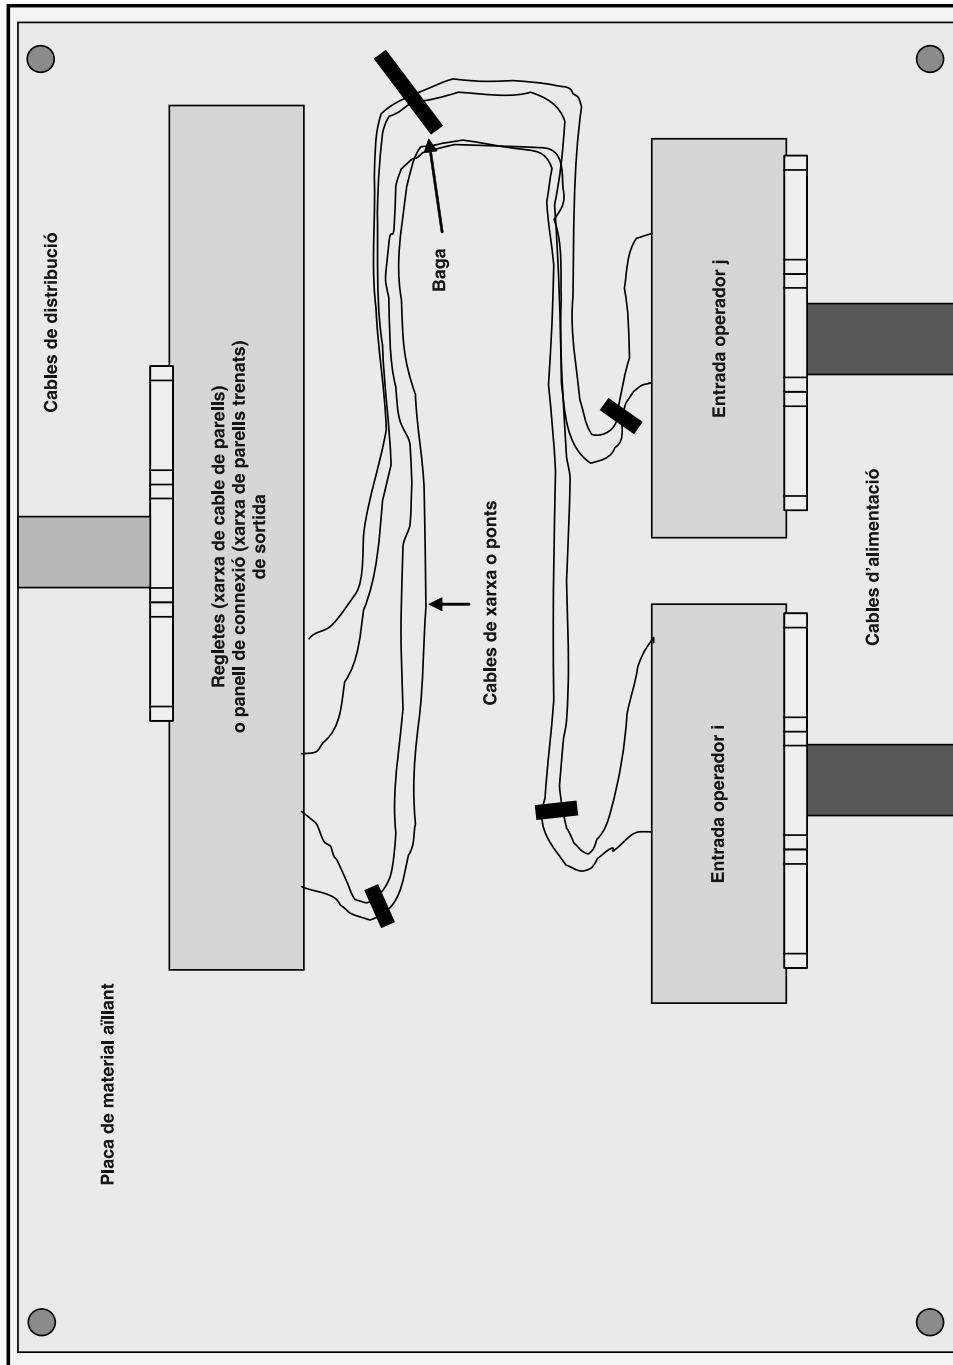 Cables de distribució
Regletes (xarxa de cable de parells)
o panell de connexió (xarxa de parells trenats)
de sortida
Placa de material aïllant
Baga
Cables de xarxa o ponts
Entrada operador i
Entrada operador j
Cables d'alimentació